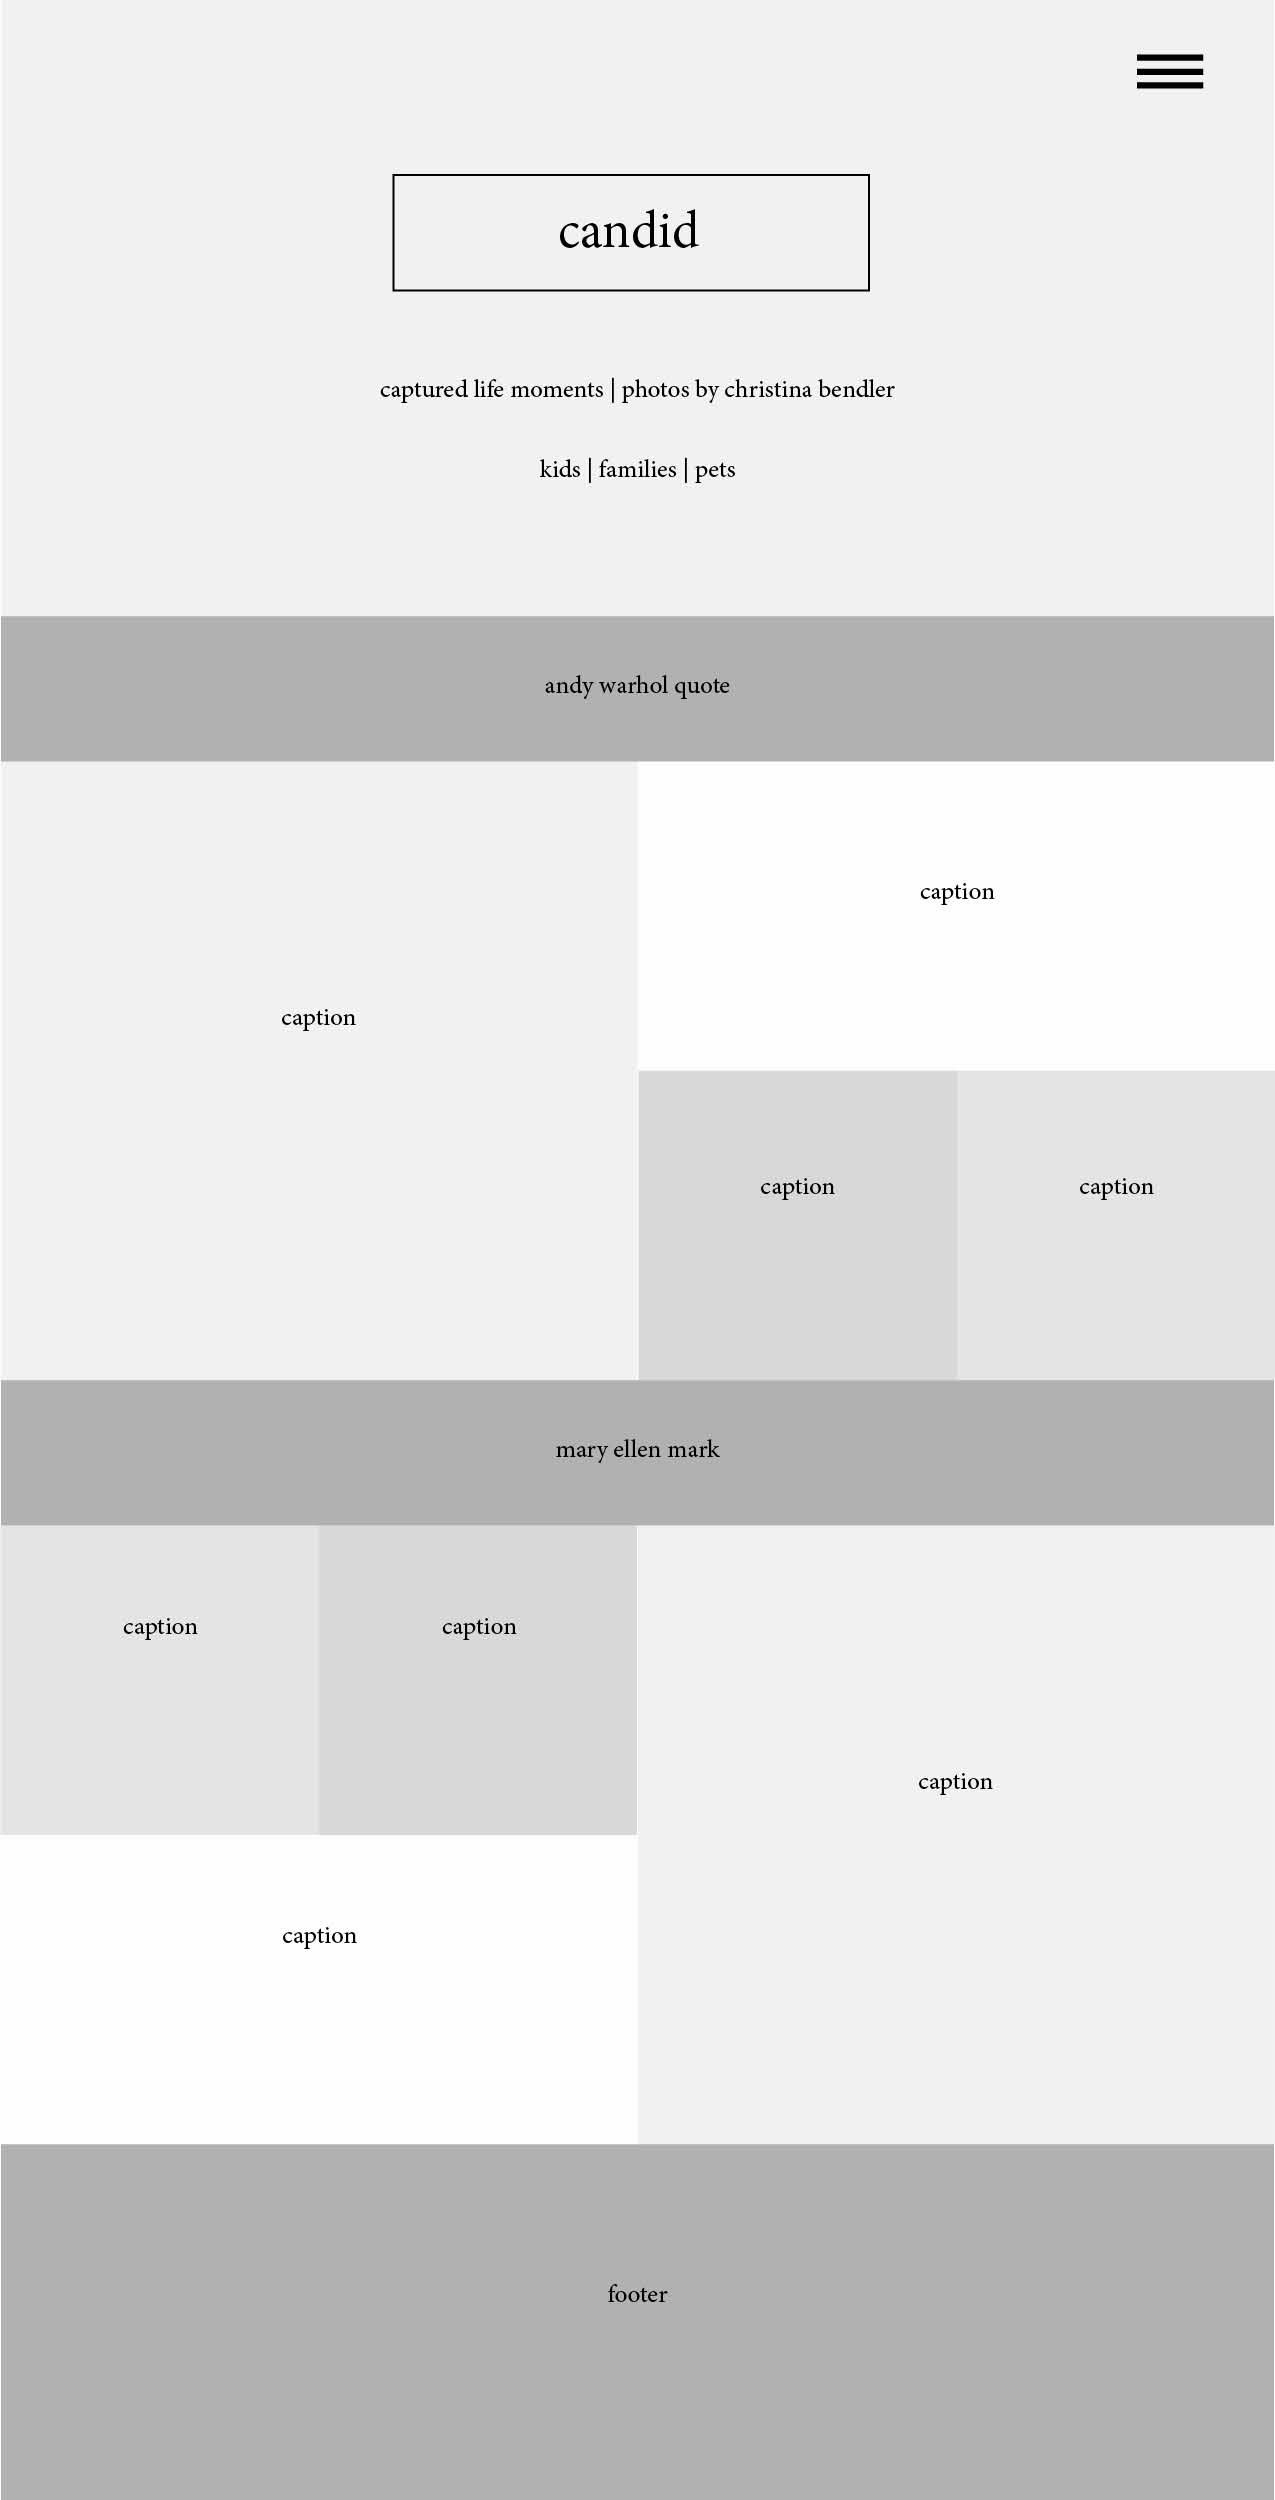 candid
captured life moments | photos by christina bendler
kids | families | pets
andy warhol quote
caption
caption
caption
caption
mary ellen mark
caption
caption
caption
caption
footer